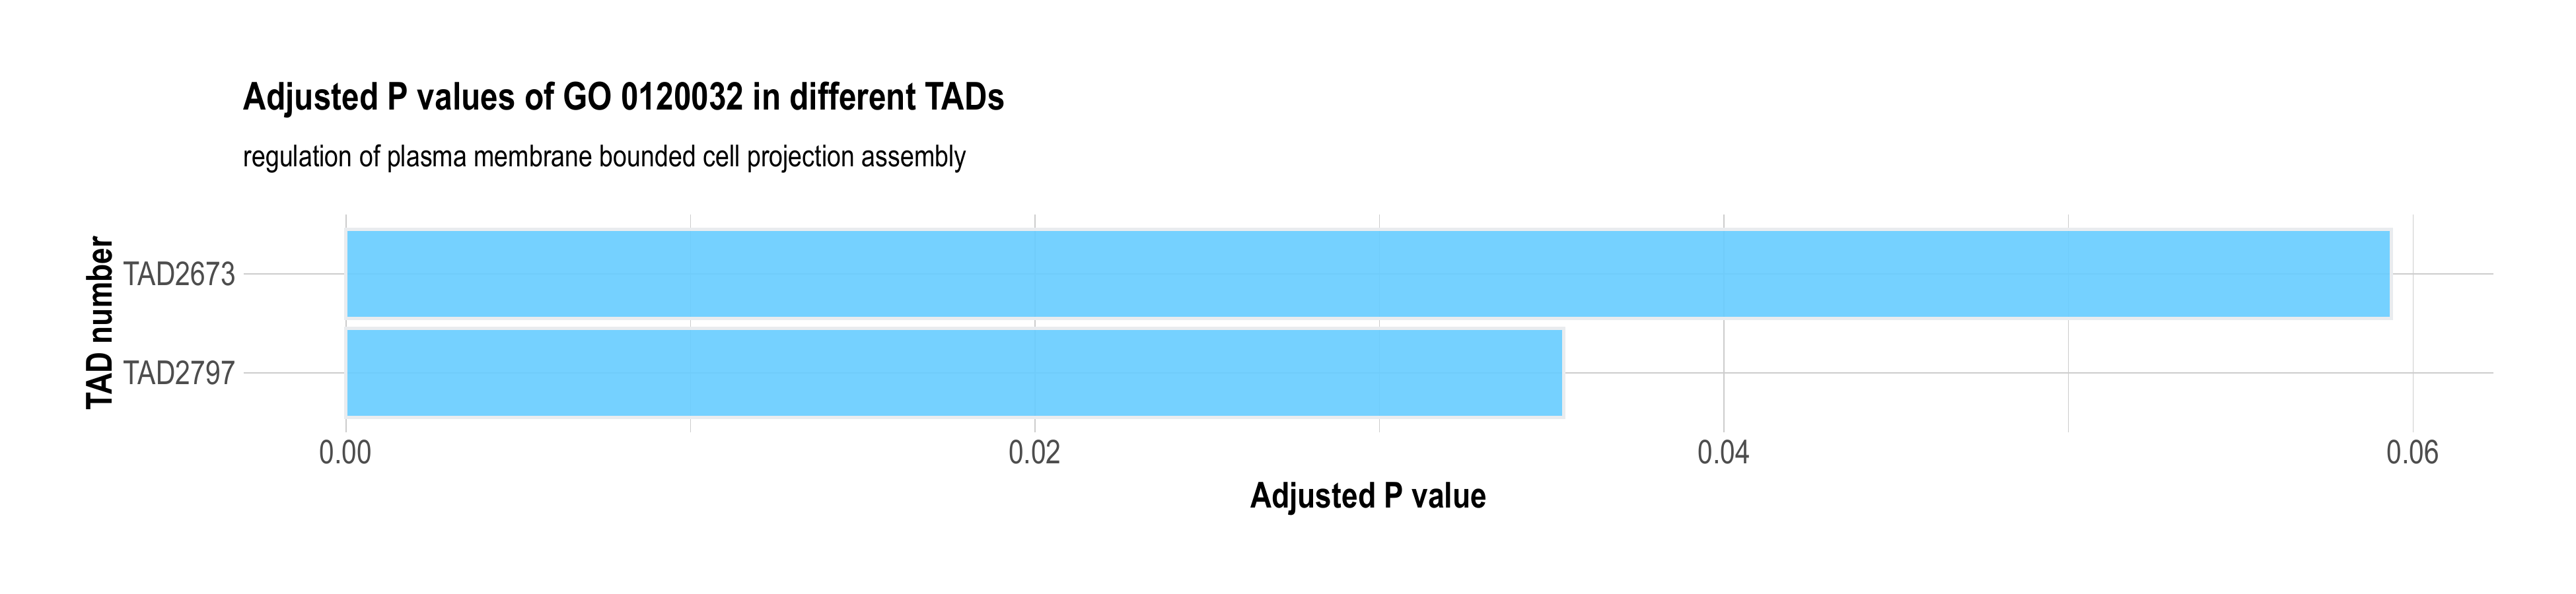 Adjusted P values of GO 0120032 in different TADs
regulation of plasma membrane bounded cell projection assembly
TAD number
TAD2673
TAD2797
0.00 0.02 0.04 0.06
Adjusted P value